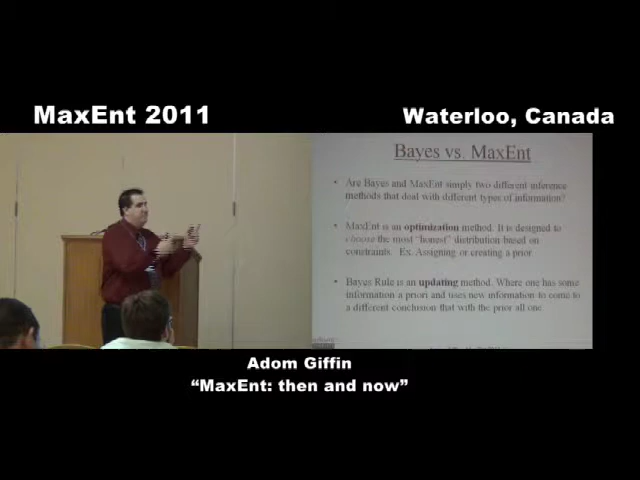 MaxEnt 2011
Waterloo, Canada
Bayes vs. MaxEnt
• Are Bayes and MaxEnt simply two different inference
methods that deal with different types of information?
• MaxEnt is an optimization method. It is designed to
choose the most "honest" distribution based on
constraints. Ex. Assigning or creating a prior
• Bayes Rule is an updating method. Where one has some
information a priori and uses new information to come to
a different conclusion that with the prior alone
Adom Giffin
“MaxEnt: then and now”